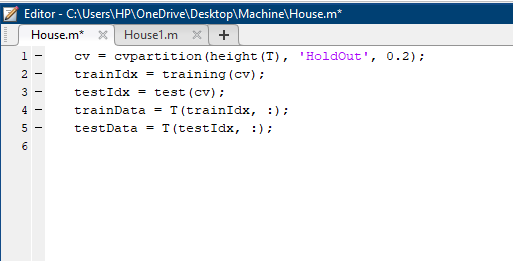 Editor - C:\Users\HP\OneDrive\Desktop\Machine\House.m*
House.m* House1.m
1 cv = cvpartition(height(T), 'HoldOut', 0.2);
2 trainIdx = training(cv);
3 testIdx = test(cv);
4 trainData = T(trainIdx, :);
5 testData = T(testIdx, :);
6